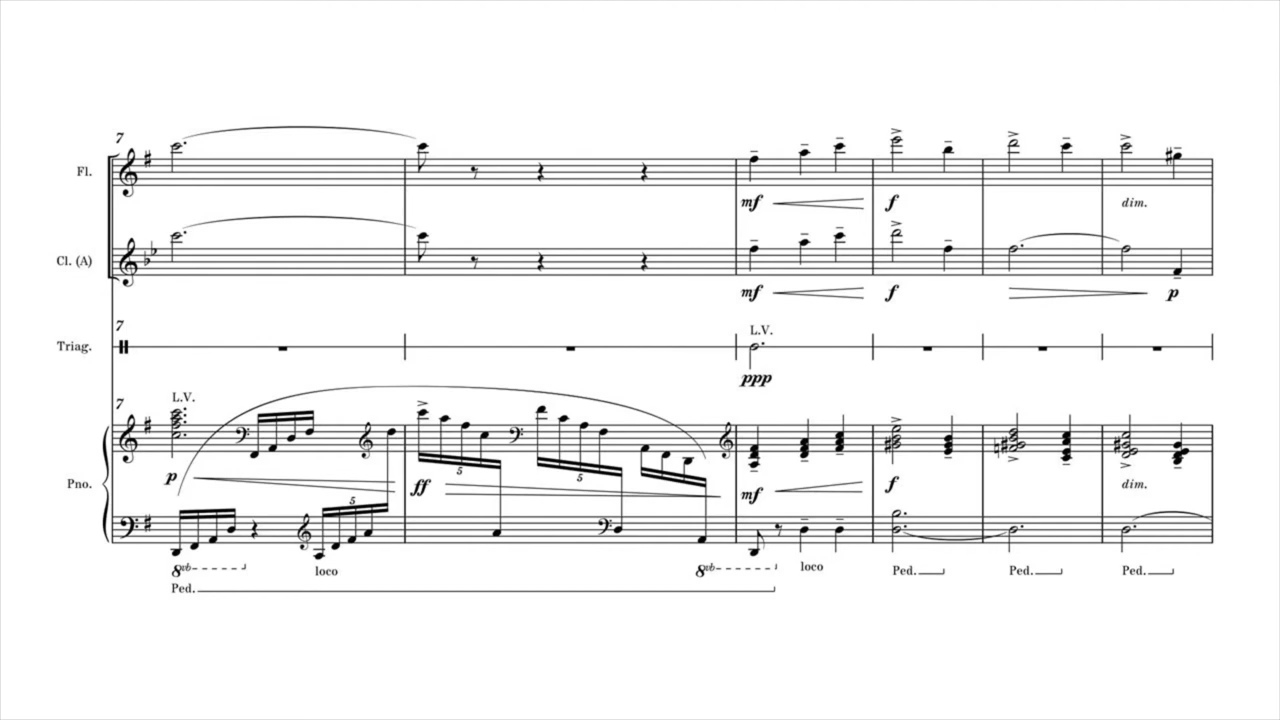 7
Fl.
mf f dim.
Cl. (A)
mf f p
7
Triag.
L.V.
ppp
7
L.V.
Pno.
p ff mf f dim.
5 5 5
8vb loco 8vb loco
Ped. Ped. Ped. Ped.